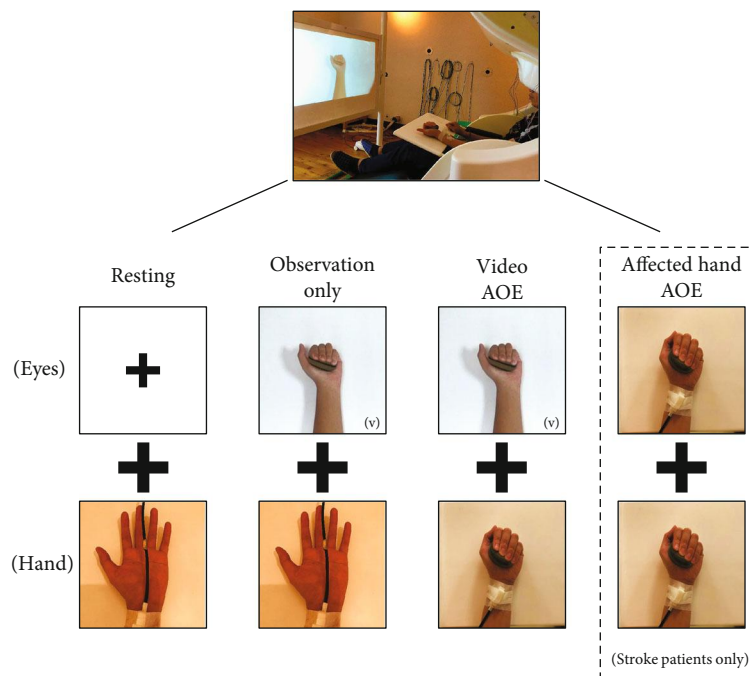 Resting
Observation
only
Video
AOE
Affected hand
AOE
(Eyes)
(v)
(v)
(Hand)
(Stroke patients only)